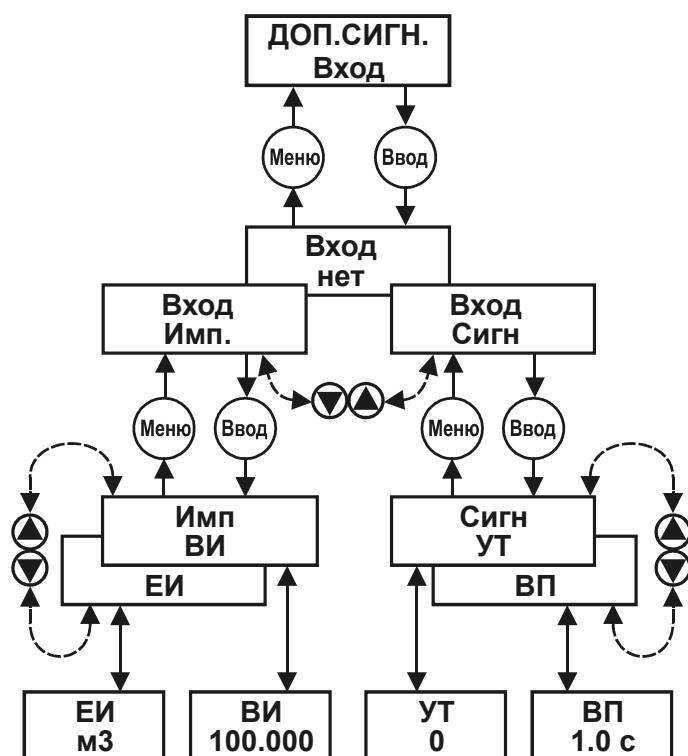 ДОП.СИГН.
Вход
Меню
Ввод
Вход
нет
Вход
Имп.
Вход
Сигн
Меню
Ввод
Меню
Ввод
Имп
ВИ
Сигн
УТ
ЕИ
ВП
ЕИ
м3
ВИ
100.000
УТ
0
ВП
1.0 с